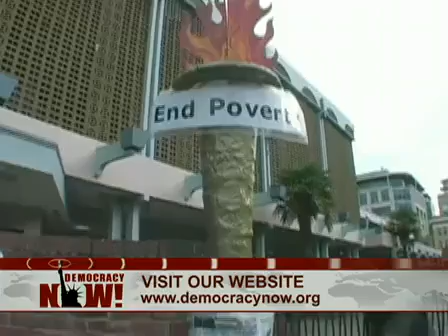 End Povert
DEMOCRACY
NOW!
VISIT OUR WEBSITE
www.democracynow.org